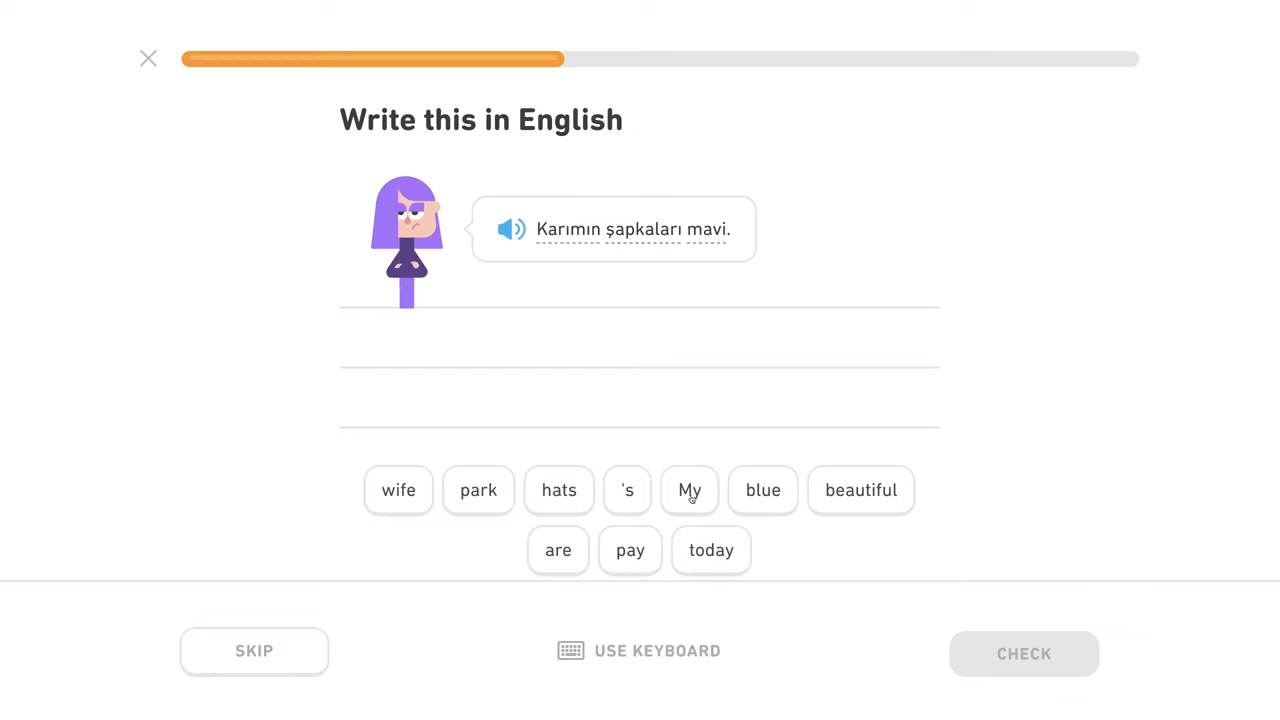 Write this in English
Karımın şapkaları mavi.
wife park hats 's My blue beautiful
are pay today
SKIP USE KEYBOARD CHECK